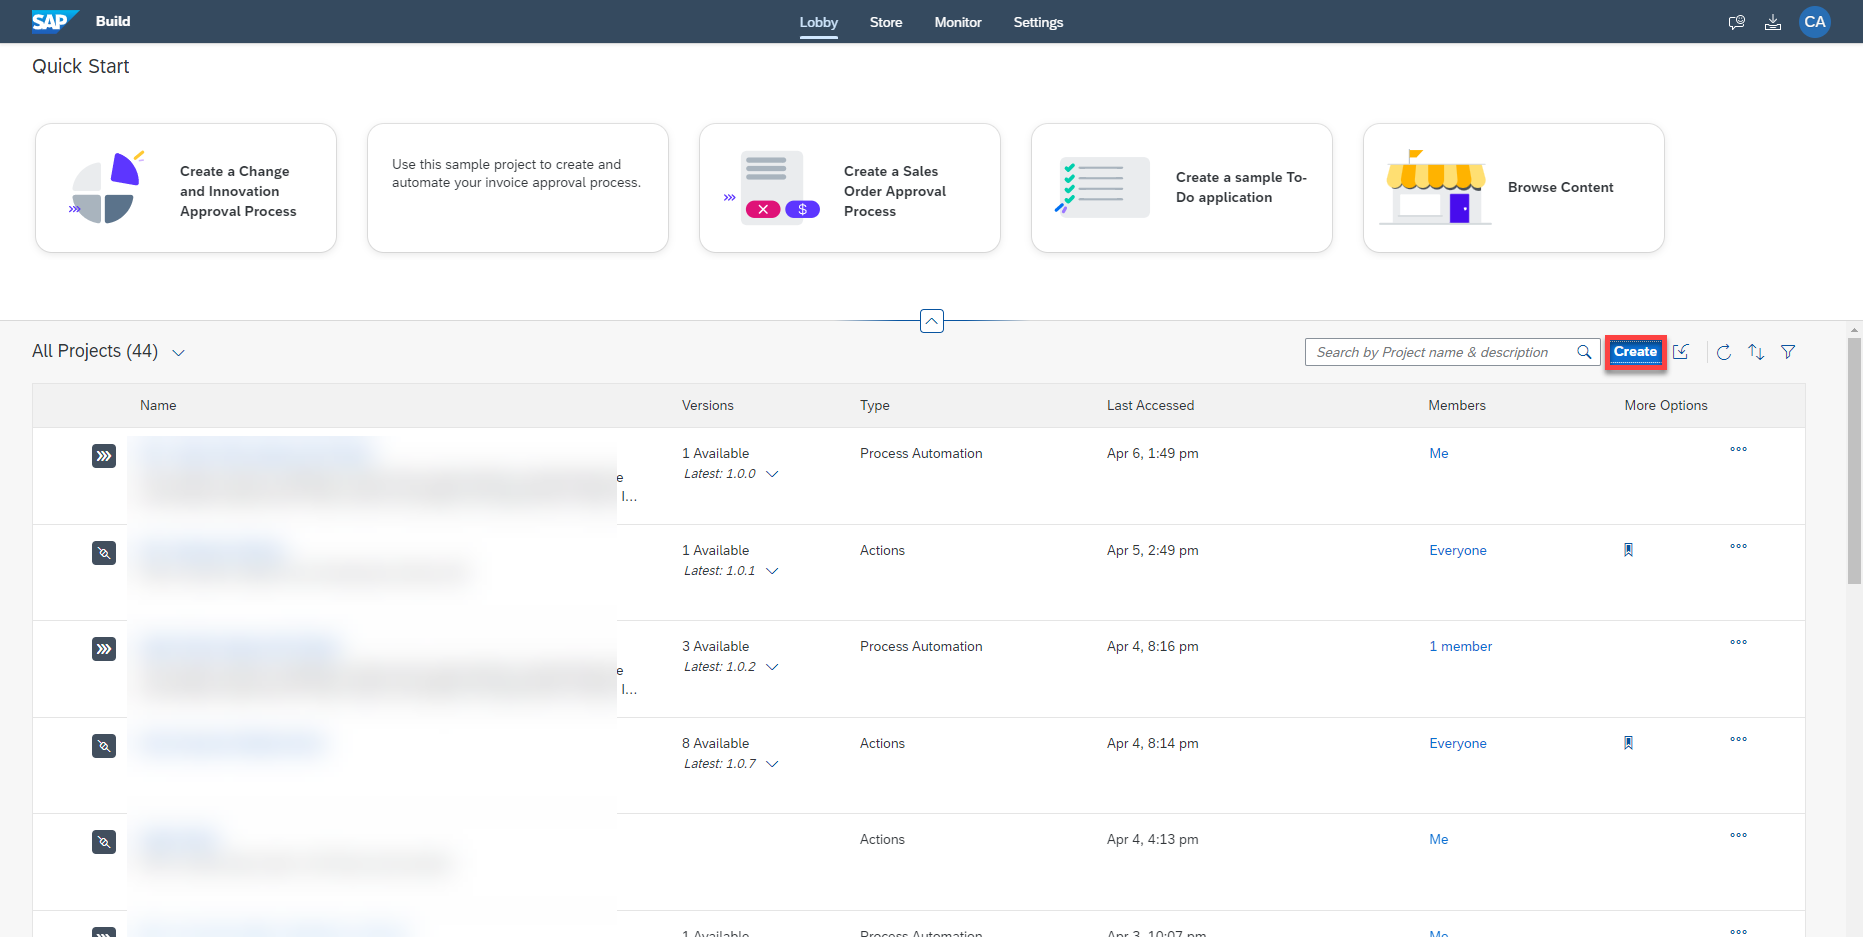 SAP Build
Lobby Store Monitor Settings
CA
Quick Start
Create a Change
and Innovation
Approval Process
Use this sample project to create and
automate your invoice approval process.
Create a Sales
Order Approval
Process
Create a sample To-
Do application
Browse Content
All Projects (44)
Search by Project name & description
Create
Name Versions Type Last Accessed Members More Options
1 Available Process Automation Apr 6, 1:49 pm Me
Latest: 1.0.0
e
I...
1 Available Actions Apr 5, 2:49 pm Everyone
Latest: 1.0.1
3 Available Process Automation Apr 4, 8:16 pm 1 member
Latest: 1.0.2
e
I...
8 Available Actions Apr 4, 8:14 pm Everyone
Latest: 1.0.7
Actions Apr 4, 4:13 pm Me
1 Available Process Automation Apr 3, 10:07 pm Me